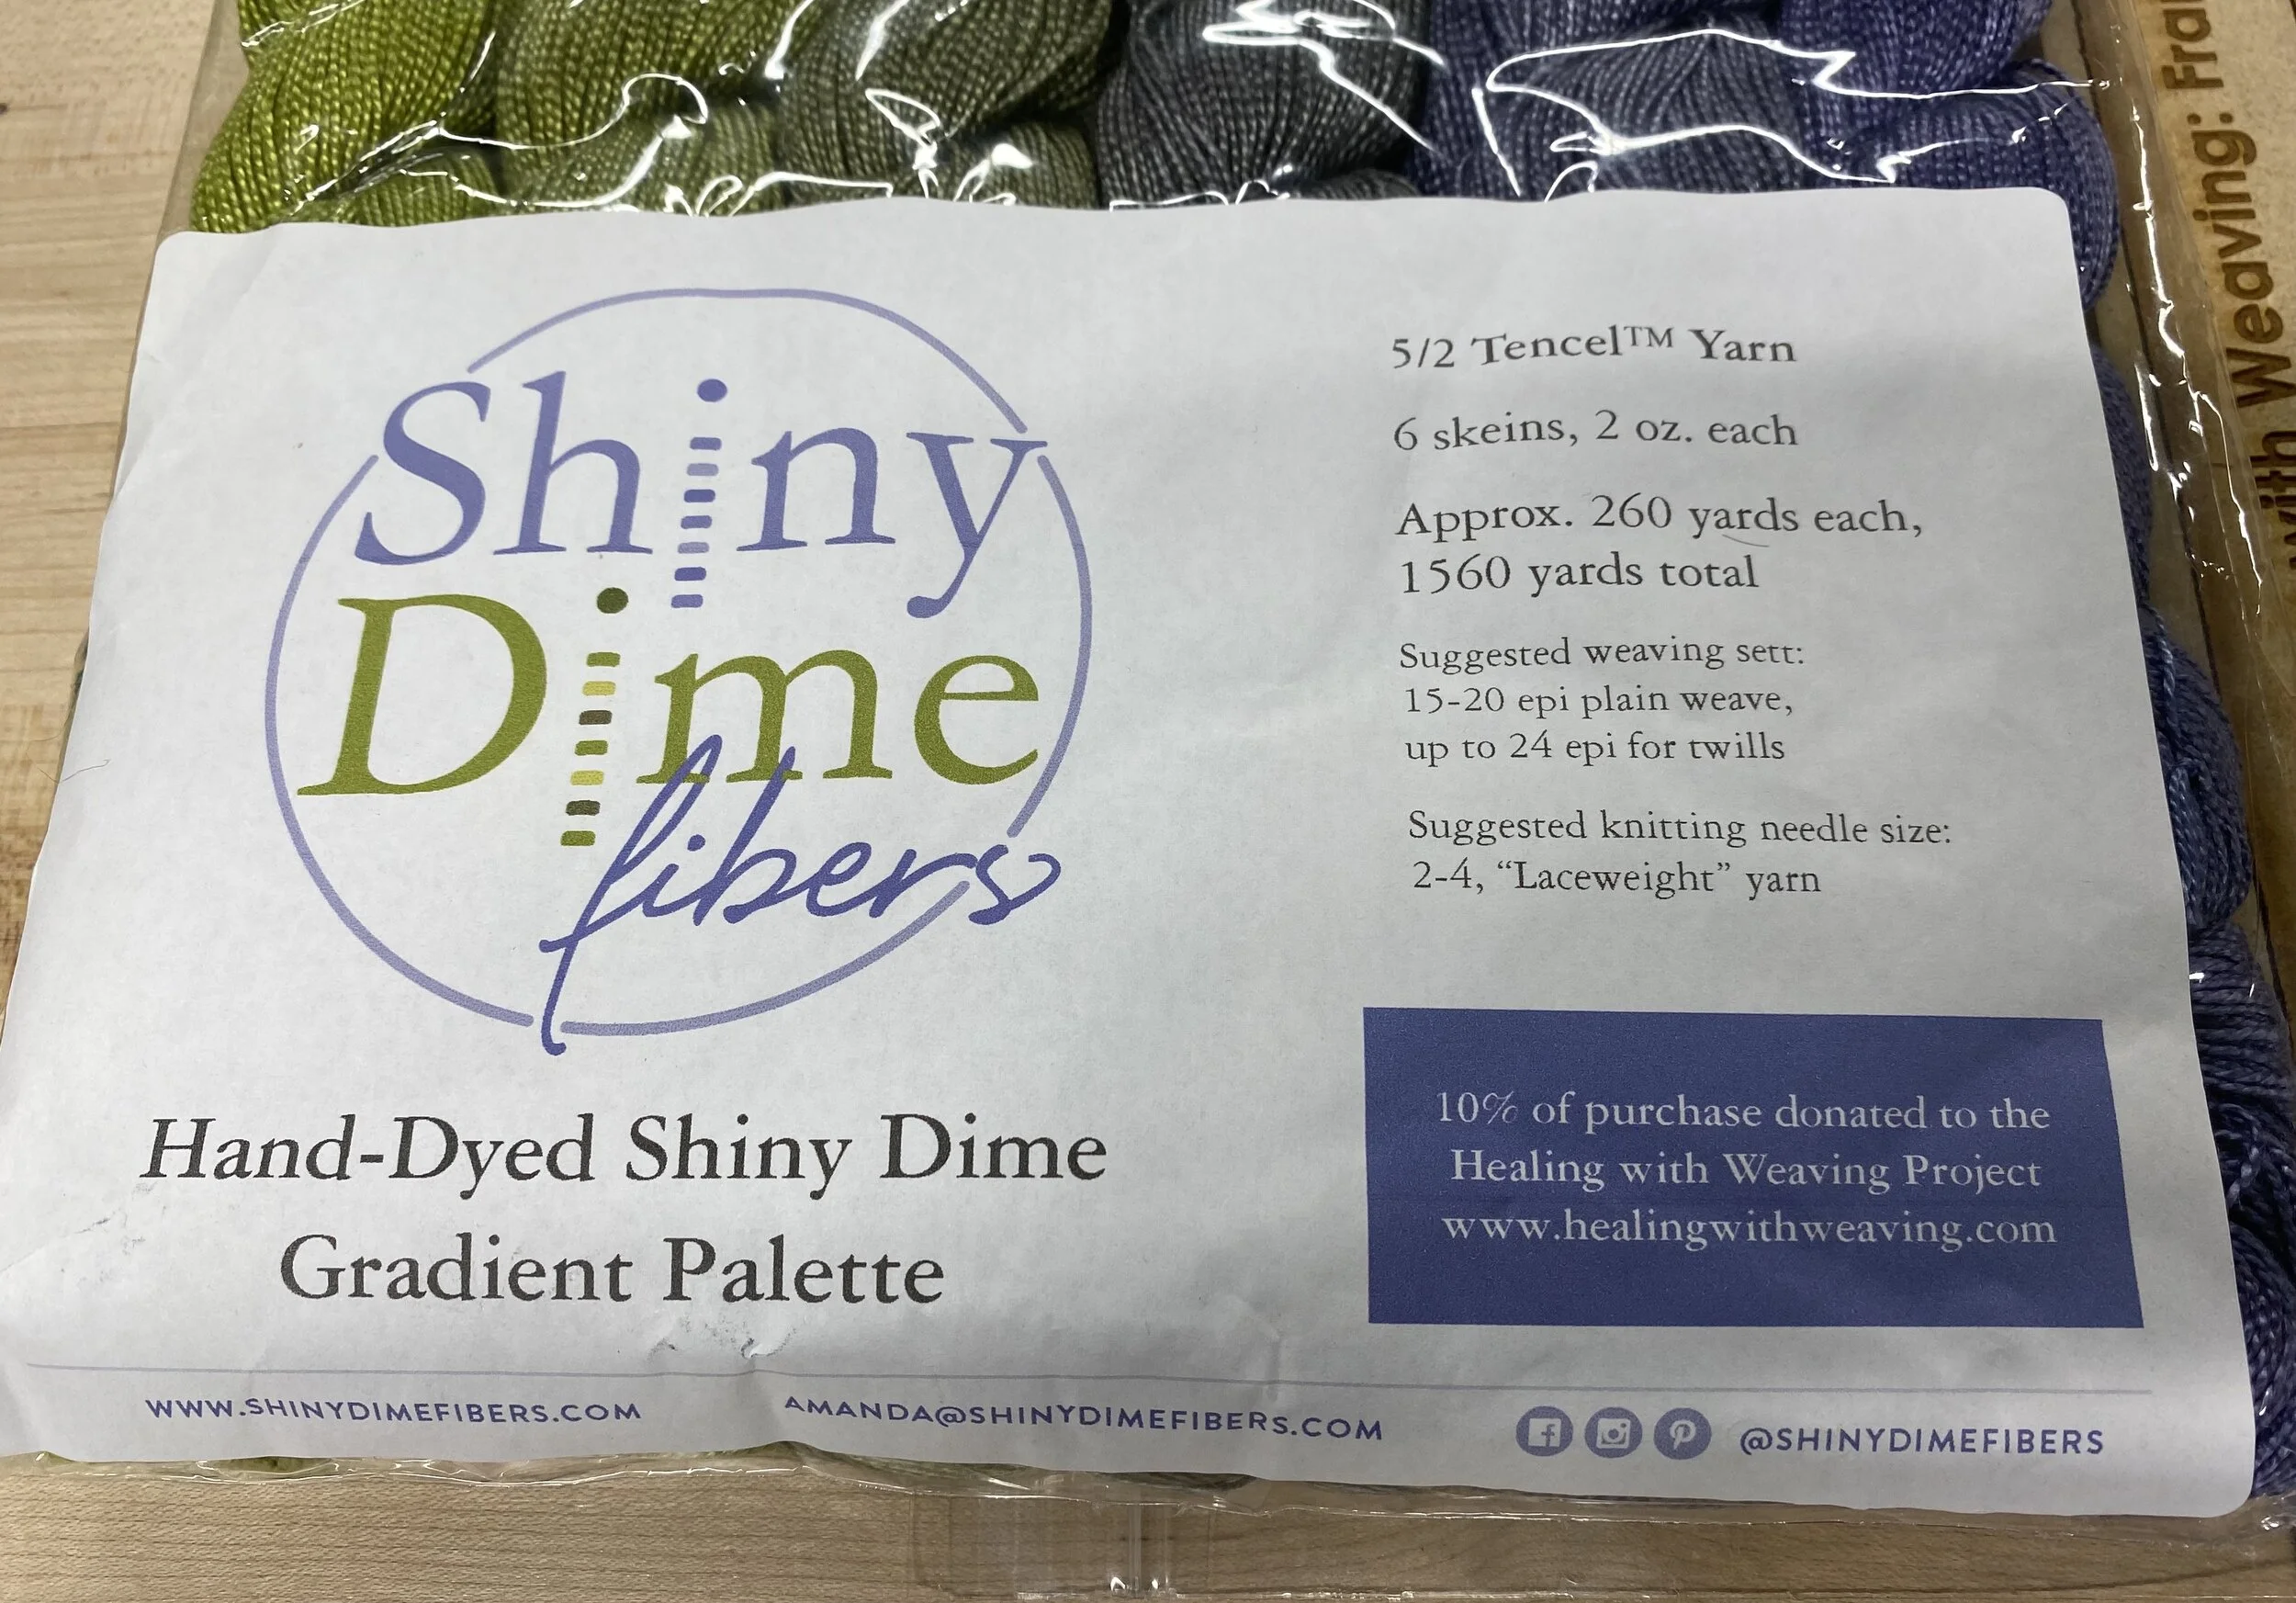 Shiny
Dime
fibers
Hand-Dyed Shiny Dime
Gradient Palette
5/2 Tencel™ Yarn
6 skeins, 2 oz. each
Approx. 260 yards each,
1560 yards total
Suggested weaving sett:
15-20 epi plain weave,
up to 24 epi for twills
Suggested knitting needle size:
2-4, “Laceweight” yarn
10% of purchase donated to the
Healing with Weaving Project
www.healingwithweaving.com
WWW.SHINYDIMEFIBERS.COM
AMANDA@SHINYDIMEFIBERS.COM
@SHINYDIMEFIBERS
With Weaving: